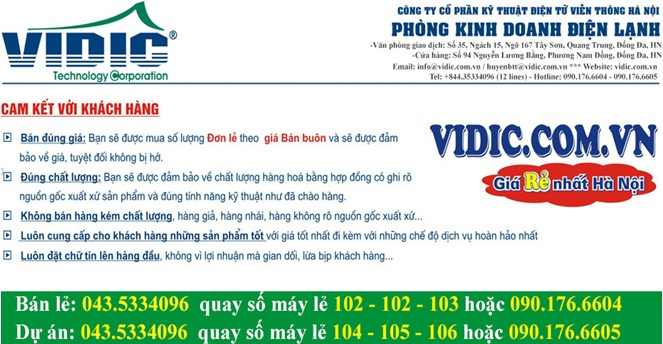 VIDIC®
Technology Corporation
CÔNG TY CỔ PHẦN KỸ THUẬT ĐIỆN TỬ VIỄN THÔNG HÀ NỘI
PHÒNG KINH DOANH ĐIỆN LẠNH
-Văn phòng giao dịch: Số 35, Ngách 15, Ngõ 167 Tây Sơn, Quang Trung, Đống Đa, HN
-Cửa hàng: Số 94 Nguyễn Lương Bằng, Phương Nam Đồng, Đống Đa, HN
Email: info@vidic.com.vn / huyenbtt@vidic.com.vn *** Website: vidic.com.vn
Tel: +844.35334096 (12 lines) - Hotline: 090.176.6604 - 090.176.6605
CAM KẾT VỚI KHÁCH HÀNG
Bán đúng giá: Bạn sẽ được mua số lượng Đơn lẻ theo giá Bán buôn và sẽ được đảm
bảo về giá, tuyệt đối không bị hớ.
Đúng chất lượng: Bạn sẽ được đảm bảo về chất lượng hàng hoá bằng hợp đồng có ghi rõ
nguồn gốc xuất xứ sản phẩm và đúng tính năng kỹ thuật như đã chào hàng.
Không bán hàng kém chất lượng, hàng giả, hàng nhái, hàng không rõ nguồn gốc xuất xứ...
Luôn cung cấp cho khách hàng những sản phẩm tốt với giá tốt nhất đi kèm với những chế độ dịch vụ hoàn hảo nhất
Luôn đặt chữ tín lên hàng đầu, không vì lợi nhuận mà gian dối, lừa bịp khách hàng...
VIDIC.COM.VN
Giá Rẻ nhất Hà Nội
Bán lẻ: 043.5334096 quay số máy lẻ 102 - 102 - 103 hoặc 090.176.6604
Dự án: 043.5334096 quay số máy lẻ 104 - 105 - 106 hoặc 090.176.6605